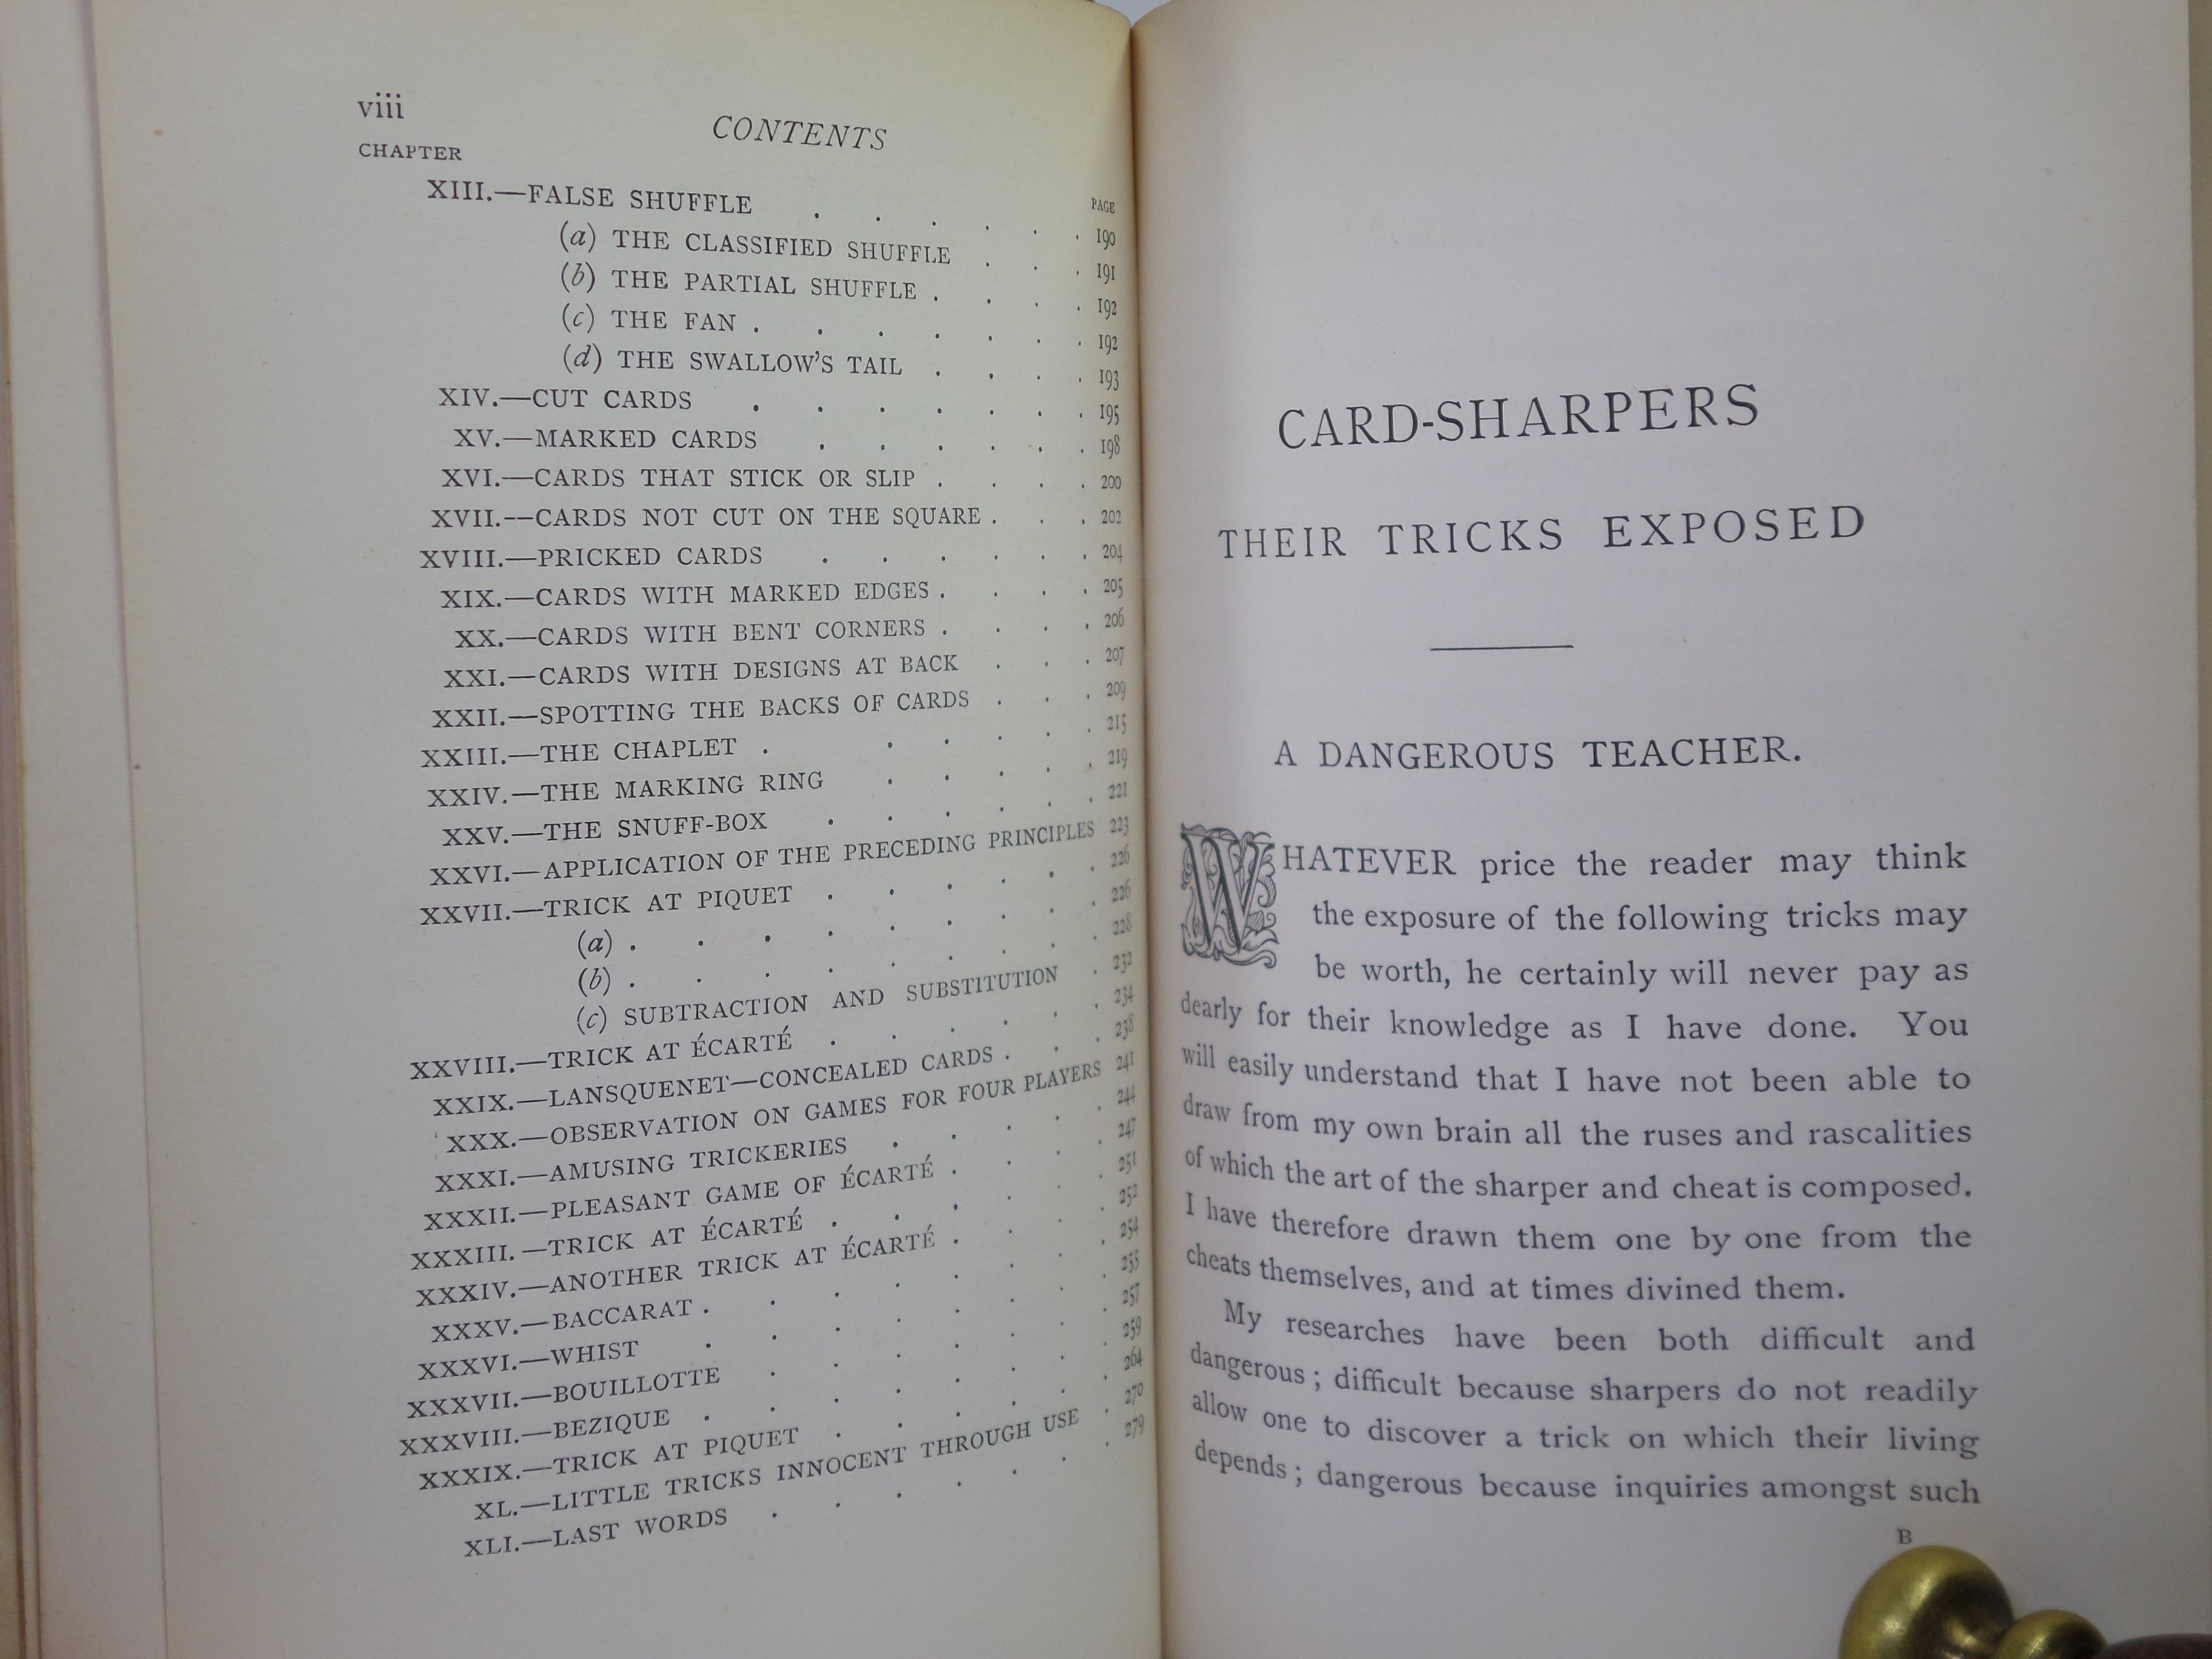 viii
CONTENTS
CHAPTER
PAGE
XIII.—FALSE SHUFFLE . . . . . . 190
(a) THE CLASSIFIED SHUFFLE . . . 191
(b) THE PARTIAL SHUFFLE . . . . 192
(c) THE FAN . . . . . . . 192
(d) THE SWALLOW'S TAIL . . . . 193
XIV.—CUT CARDS . . . . . . . 195
XV.—MARKED CARDS . . . . . . 198
XVI.—CARDS THAT STICK OR SLIP . . . . 200
XVII.—CARDS NOT CUT ON THE SQUARE . . . 202
XVIII.—PRICKED CARDS . . . . . . 204
XIX.—CARDS WITH MARKED EDGES . . . . 205
XX.—CARDS WITH BENT CORNERS . . . . 206
XXI.—CARDS WITH DESIGNS AT BACK . . . 207
XXII.—SPOTTING THE BACKS OF CARDS . . . 209
XXIII.—THE CHAPLET . . . . . . 215
XXIV.—THE MARKING RING . . . . . 219
XXV.—THE SNUFF-BOX . . . . . . 221
XXVI.—APPLICATION OF THE PRECEDING PRINCIPLES 223
XXVII.—TRICK AT PIQUET . . . . . . 226
(a) . . . . . . . . . 226
(b) . . . . . . . . . 228
(c) SUBTRACTION AND SUBSTITUTION . 232
XXVIII.—TRICK AT ÉCARTÉ . . . . . . 234
XXIX.—LANSQUENET—CONCEALED CARDS . . . 238
XXX.—OBSERVATION ON GAMES FOR FOUR PLAYERS 241
XXXI.—AMUSING TRICKERIES . . . . . 244
XXXII.—PLEASANT GAME OF ÉCARTÉ . . . . 247
XXXIII.—TRICK AT ÉCARTÉ . . . . . . 251
XXXIV.—ANOTHER TRICK AT ÉCARTÉ . . . . 252
XXXV.—BACCARAT . . . . . . . . 254
XXXVI.—WHIST . . . . . . . . 255
XXXVII.—BOUILLOTTE . . . . . . . 257
XXXVIII.—BEZIQUE . . . . . . . . 259
XXXIX.—TRICK AT PIQUET . . . . . . 264
XL.—LITTLE TRICKS INNOCENT THROUGH USE . 270
XLI.—LAST WORDS . . . . . . . 279
CARD-SHARPERS
THEIR TRICKS EXPOSED
A DANGEROUS TEACHER.
WHATEVER price the reader may think
the exposure of the following tricks may
be worth, he certainly will never pay as
dearly for their knowledge as I have done. You
will easily understand that I have not been able to
draw from my own brain all the ruses and rascalities
of which the art of the sharper and cheat is composed.
I have therefore drawn them one by one from the
cheats themselves, and at times divined them.
My researches have been both difficult and
dangerous; difficult because sharpers do not readily
allow one to discover a trick on which their living
depends; dangerous because inquiries amongst such
B